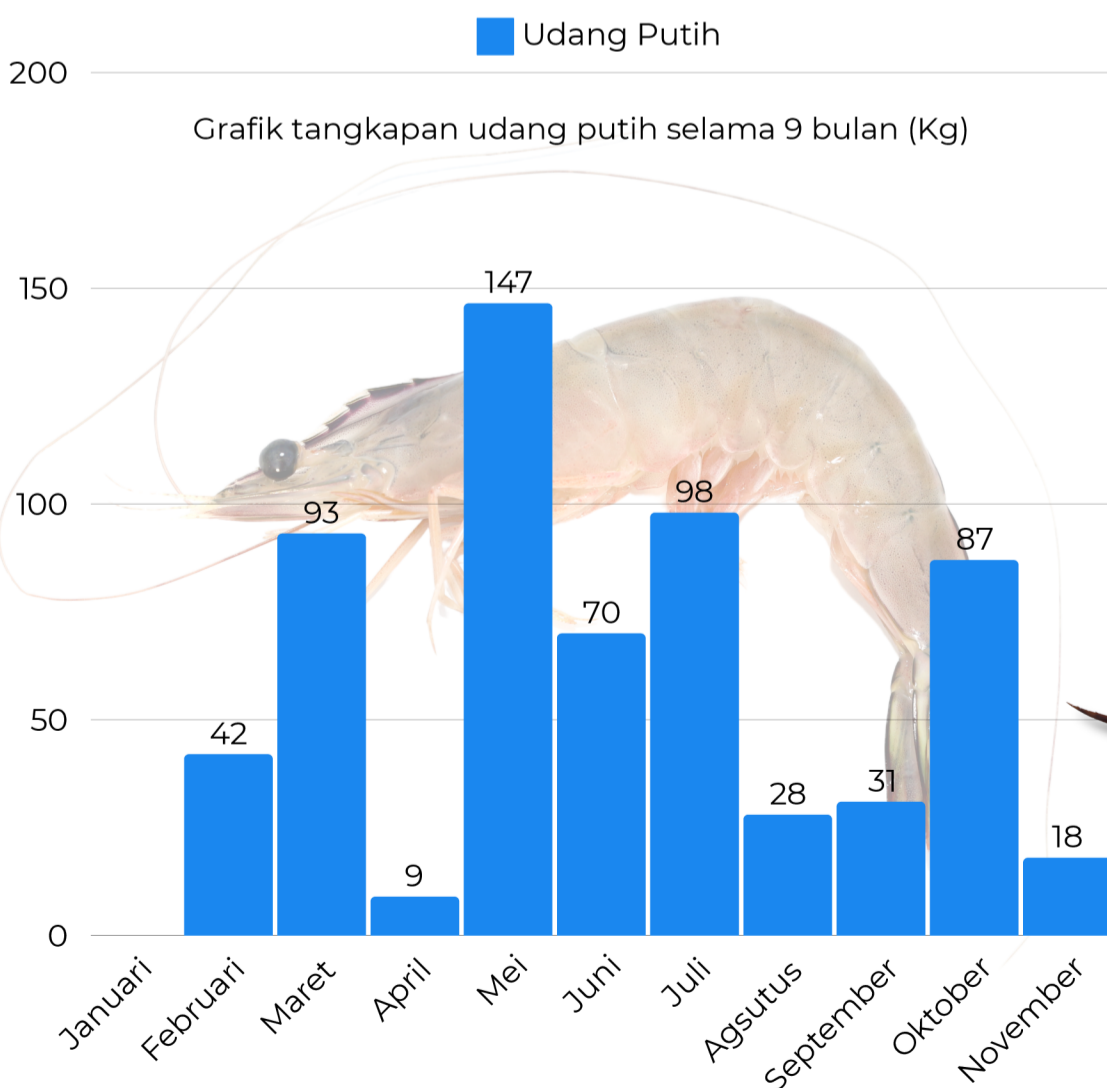 Udang Putih
200
Grafik tangkapan udang putih selama 9 bulan (Kg)
150
147
100
93
98
87
70
50
42
31
28
18
9
0
Januari
Februari
Maret
April
Mei
Juni
Juli
Agsutus
September
Oktober
November